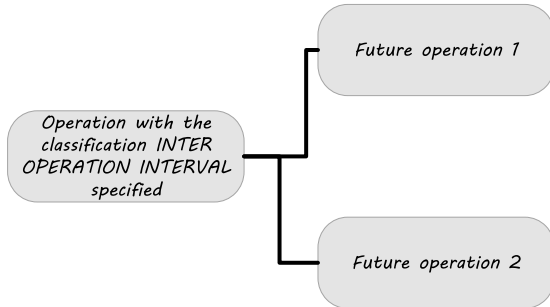 Future operation 1
Operation with the
classification INTER
OPERATION INTERVAL
specified
Future operation 2